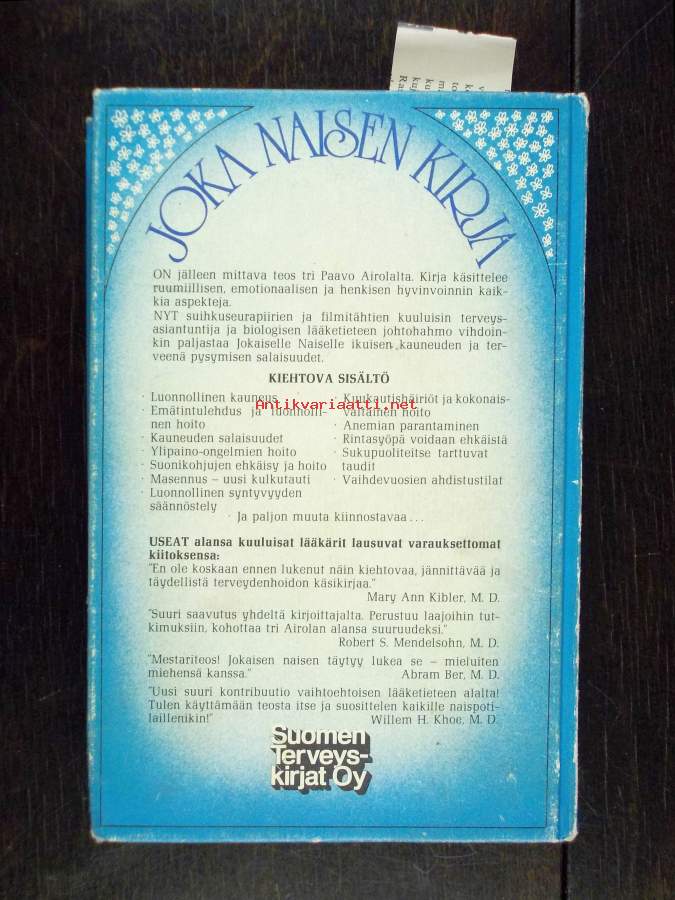 JOKA NAISEN KIRJA
ON jälleen mittava teos tri Paavo Airolalta. Kirja käsittelee
ruumiillisen, emotionaalisen ja henkisen hyvinvoinnin kaik-
kia aspekteja.
NYT suihkuseurapiirien ja filmitähtien kuuluisin terveys-
asiantuntija ja biologisen lääketieteen johtohahmo vihdoin-
kin paljastaa Jokaiselle Naiselle ikuisen kauneuden ja ter-
veenä pysymisen salaisuudet.
KIEHTOVA SISÄLTÖ
· Luonnollinen kauneus
· Emätintulehdus ja luonnolli-
nen hoito
· Kauneuden salaisuudet
· Ylipaino-ongelmien hoito
· Suonikohjujen ehkäisy ja hoito
· Masennus – uusi kulkutauti
· Luonnollinen syntyvyyden
säännöstely
· Kuukautishäiriöt ja kokonais-
valtainen hoito
· Anemian parantaminen
· Rintasyöpä voidaan ehkäistä
· Sukupuoliteitse tarttuvat
taudit
· Vaihdevuosien ahdistustilat
· Ja paljon muuta kiinnostavaa ...
Antikvariaatti.net
USEAT alansa kuuluisat lääkärit lausuvat varauksettomat
kiitoksensa:
"En ole koskaan ennen lukenut näin kiehtovaa, jännittävää ja
täydellistä terveydenhoidon käsikirjaa."
Mary Ann Kibler, M. D.
"Suuri saavutus yhdeltä kirjoittajalta. Perustuu laajoihin tut-
kimuksiin, kohottaa tri Airolan alansa suuruudeksi."
Robert S. Mendelsohn, M. D.
"Mestariteos! Jokaisen naisen täytyy lukea se – mieluiten
miehensä kanssa." Abram Ber, M. D.
"Uusi suuri kontribuutio vaihtoehtoisen lääketieteen alalta!
Tulen käyttämään teosta itse ja suosittelen kaikille naispoti-
laillenikin!" Willem H. Khoe, M. D.
Suomen
Terveys-
kirjat Oy